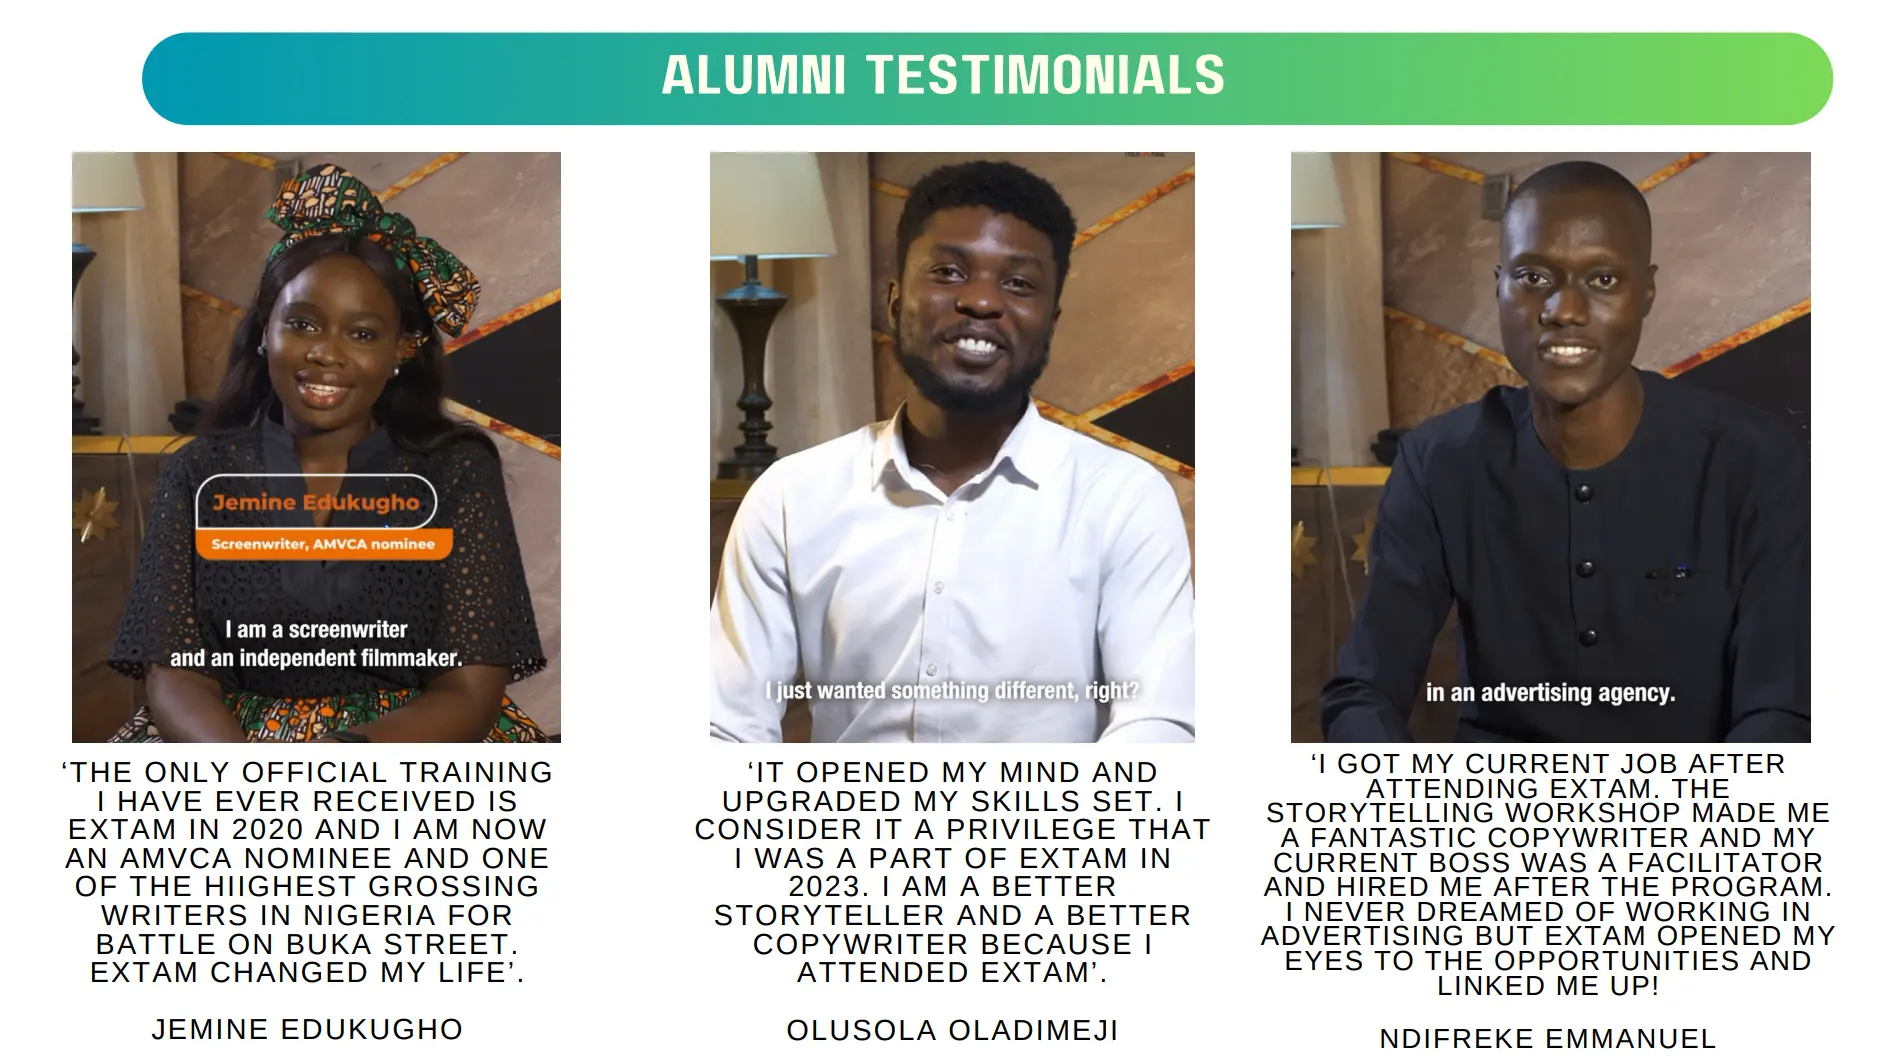 ALUMNI TESTIMONIALS
Jemine Edukugho
Screenwriter, AMVCA nominee
I am a screenwriter
and an independent filmmaker.
‘THE ONLY OFFICIAL TRAINING
I HAVE EVER RECEIVED IS
EXTAM IN 2020 AND I AM NOW
AN AMVCA NOMINEE AND ONE
OF THE HIIGHEST GROSSING
WRITERS IN NIGERIA FOR
BATTLE ON BUKA STREET.
EXTAM CHANGED MY LIFE’.
JEMINE EDUKUGHO
I just wanted something different, right?
‘IT OPENED MY MIND AND
UPGRADED MY SKILLS SET. I
CONSIDER IT A PRIVILEGE THAT
I WAS A PART OF EXTAM IN
2023. I AM A BETTER
STORYTELLER AND A BETTER
COPYWRITER BECAUSE I
ATTENDED EXTAM’.
OLUSOLA OLADIMEJI
in an advertising agency.
‘I GOT MY CURRENT JOB AFTER
ATTENDING EXTAM. THE
STORYTELLING WORKSHOP MADE ME
A FANTASTIC COPYWRITER AND MY
CURRENT BOSS WAS A FACILITATOR
AND HIRED ME AFTER THE PROGRAM.
I NEVER DREAMED OF WORKING IN
ADVERTISING BUT EXTAM OPENED MY
EYES TO THE OPPORTUNITIES AND
LINKED ME UP!
NDIFREKE EMMANUEL